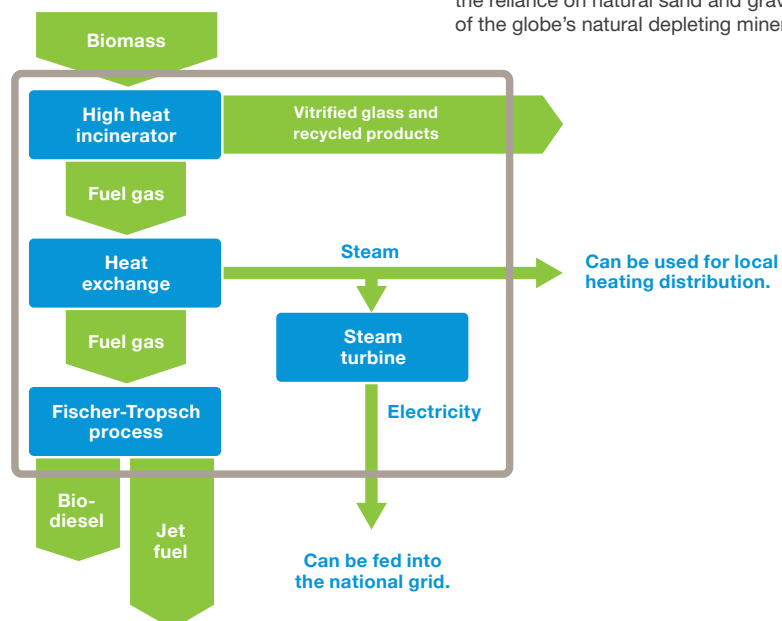 the reliance on natural sand and
of the globe's natural depleting
Biomass
High heat
incinerator
Vitrified glass and
recycled products
Fuel gas
Heat
exchange
Steam
Can be used for local
heating distribution.
Fuel gas
Steam
turbine
Fischer-Tropsch
process
Electricity
Bio-
diesel
Jet
fuel
Can be fed into
the national grid.